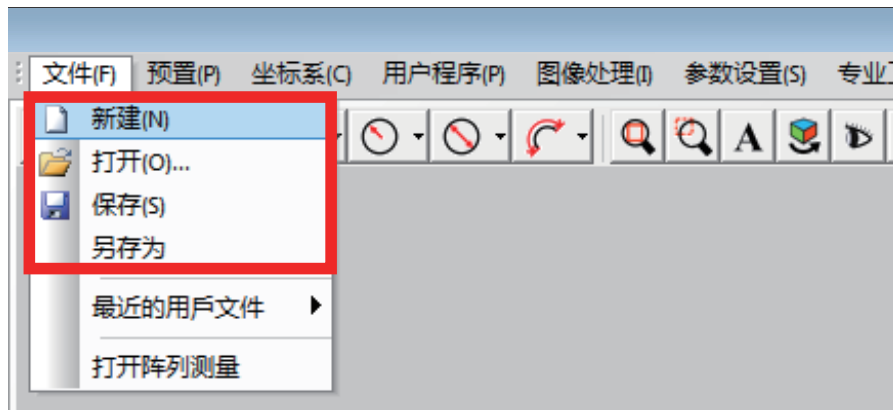 文件(F) 预置(P) 坐标系(C) 用户程序(P) 图像处理(I) 参数设置(S) 专业
新建(N)
打开(O)...
保存(S)
另存为
最近的用戶文件
打开阵列测量
A